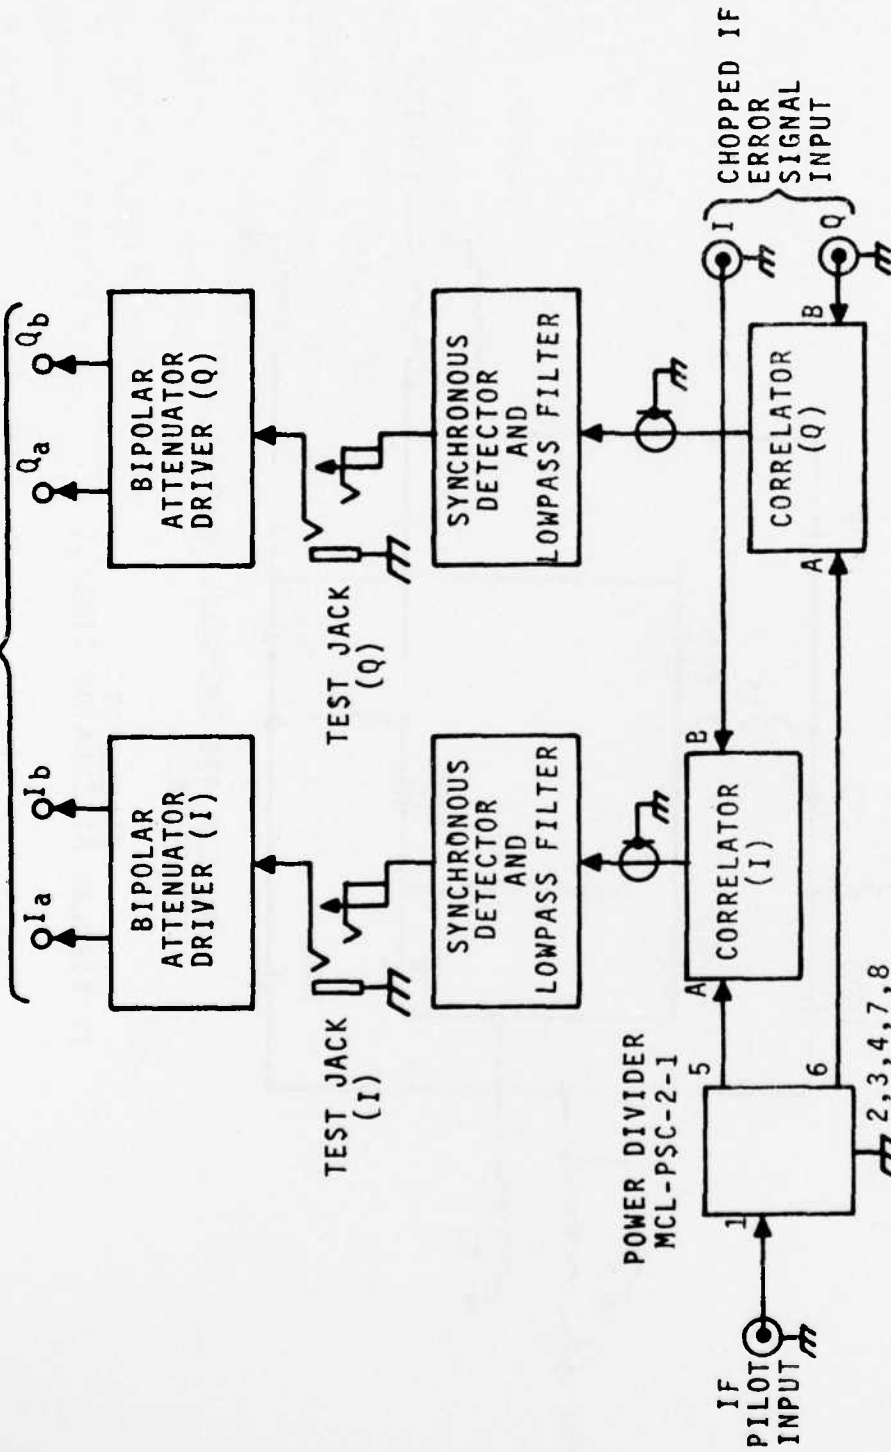 Ia
Ib
Qa
Qb
BIPOLAR
ATTENUATOR
DRIVER (I)
BIPOLAR
ATTENUATOR
DRIVER (Q)
TEST JACK
(I)
TEST JACK
(Q)
SYNCHRONOUS
DETECTOR
AND
LOWPASS FILTER
SYNCHRONOUS
DETECTOR
AND
LOWPASS FILTER
POWER DIVIDER
MCL-PSC-2-1
1
5
6
2,3,4,7,8
A
B
CORRELATOR
(I)
A
B
CORRELATOR
(Q)
I
Q
CHOPPED IF
ERROR
SIGNAL
INPUT
IF
PILOT
INPUT